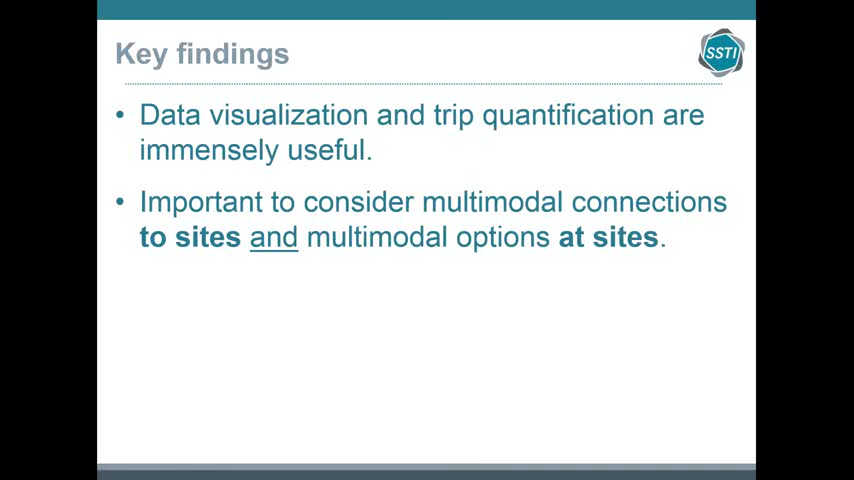 Key findings
SSTI
• Data visualization and trip quantification are
immensely useful.
• Important to consider multimodal connections
to sites and multimodal options at sites.